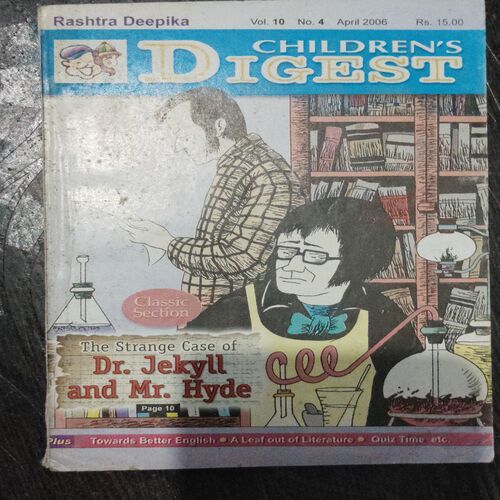 Rashtra Deepika Vol. 10 No. 4 April 2006 Rs. 15.00
CHILDREN'S
DIGEST
Classic
Section
The Strange Case of
Dr. Jekyll
and Mr. Hyde
Page 10
Plus Towards Better English A Leaf out of Literature Quiz Time etc.